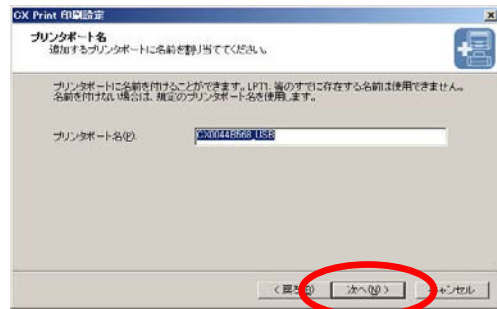 CX Print 印刷設定
プリンタポート名
追加するプリンタポートに名前を割り当ててください。
プリンタポートに名前を付けることができます。LPT1: 等のすでに存在する名前は使用できません。
名前を付けない場合は、規定のプリンタポート名を使用します。
プリンタポート名(P):
CX0044B568_USB
< 戻る(B)
次へ(N) >
キャンセル